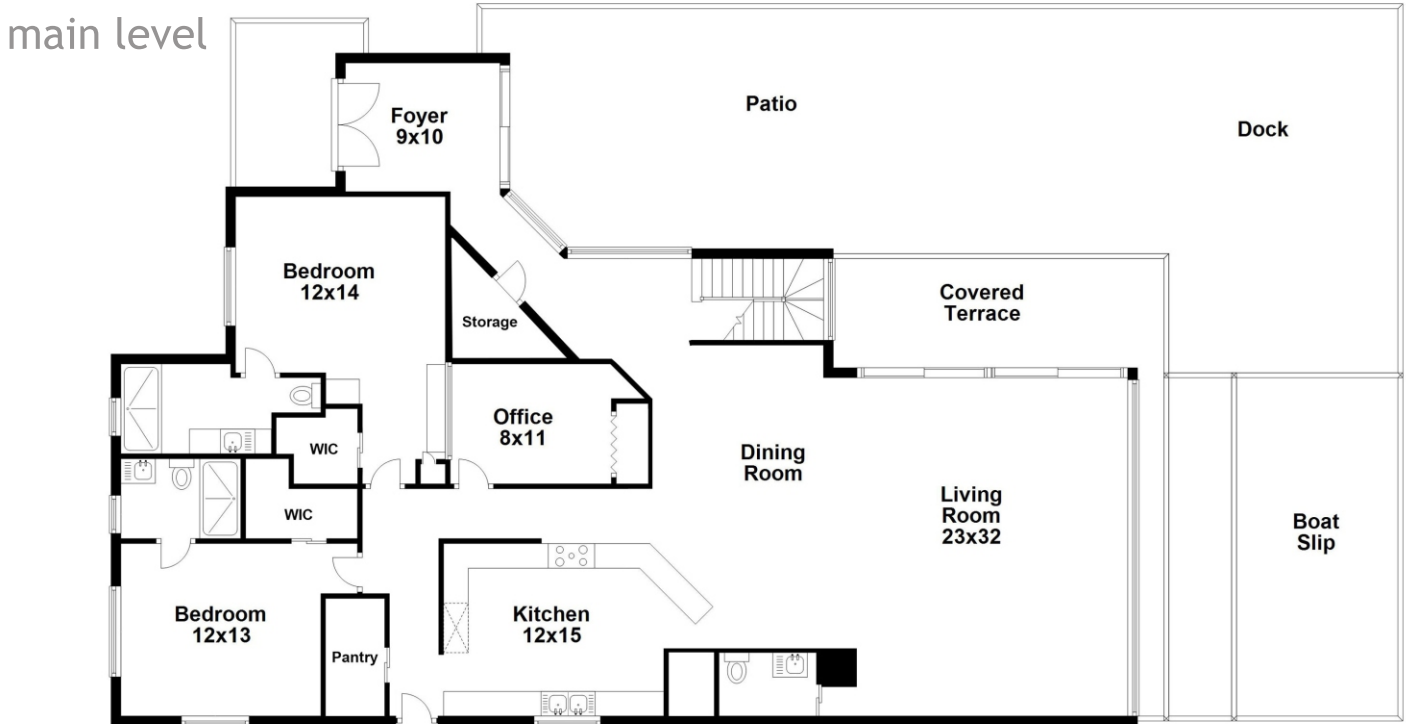 main level
Foyer
9x10
Patio
Dock
Bedroom
12x14
Storage
Covered
Terrace
Office
8x11
WIC
Dining
Room
Living
Room
23x32
WIC
Boat
Slip
Bedroom
12x13
Pantry
Kitchen
12x15